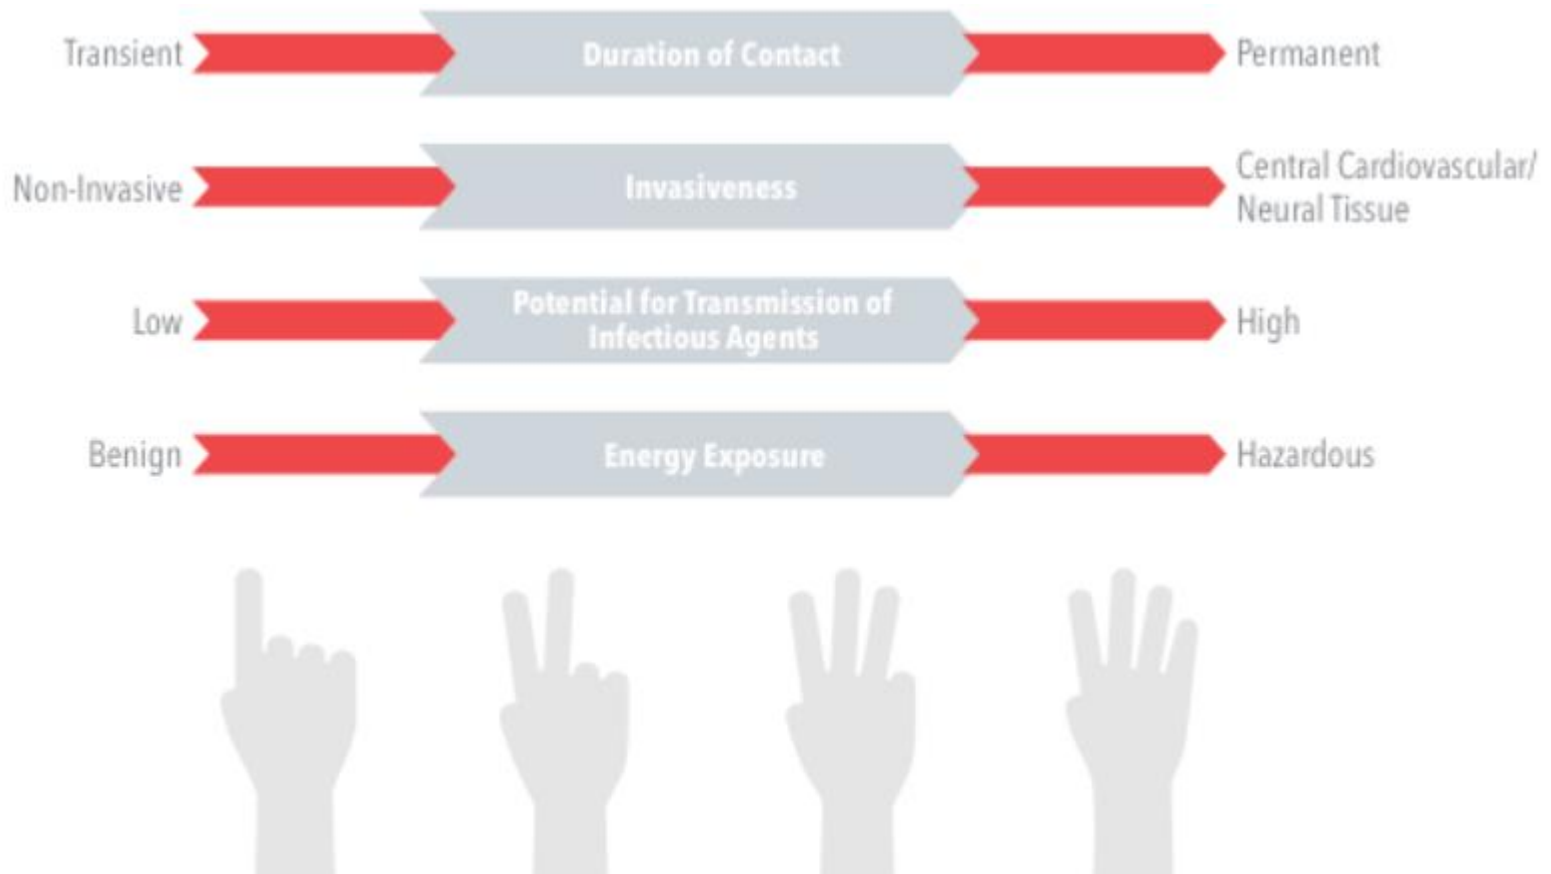 Transient
Duration of Contact
Permanent
Non-Invasive
Invasiveness
Central Cardiovascular/
Neural Tissue
Low
Potential for Transmission of
Infectious Agents
High
Benign
Energy Exposure
Hazardous